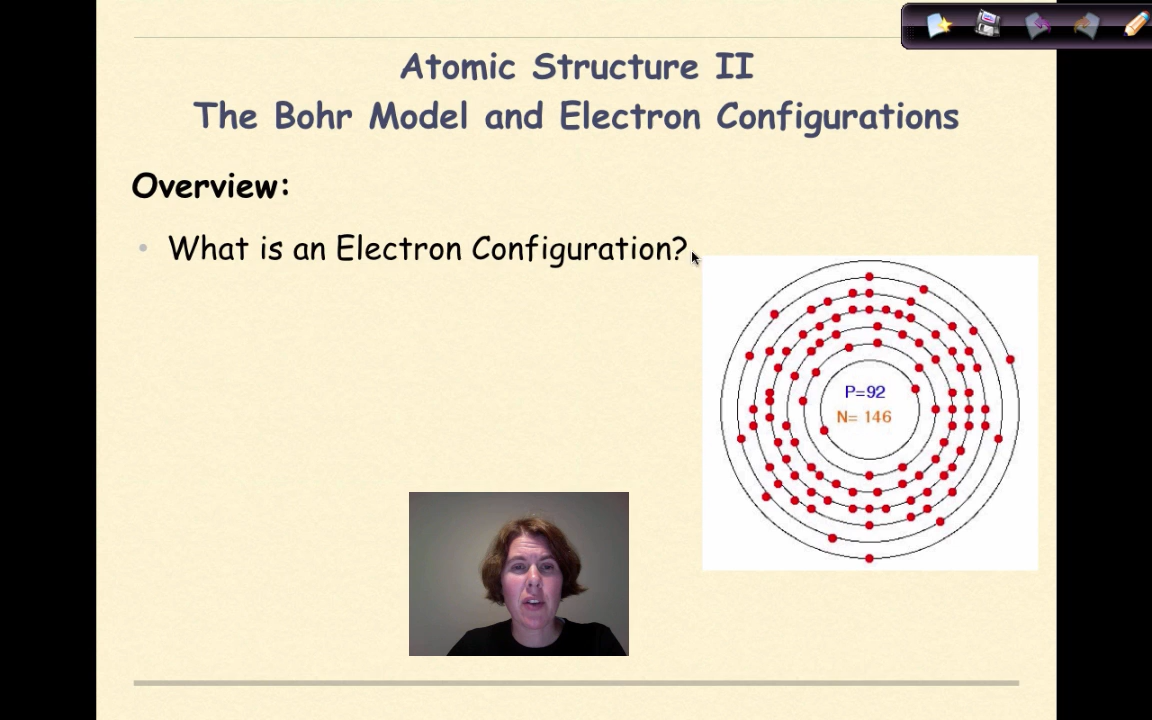 Atomic Structure II
The Bohr Model and Electron Configurations
Overview:
• What is an Electron Configuration?
P=92
N= 146